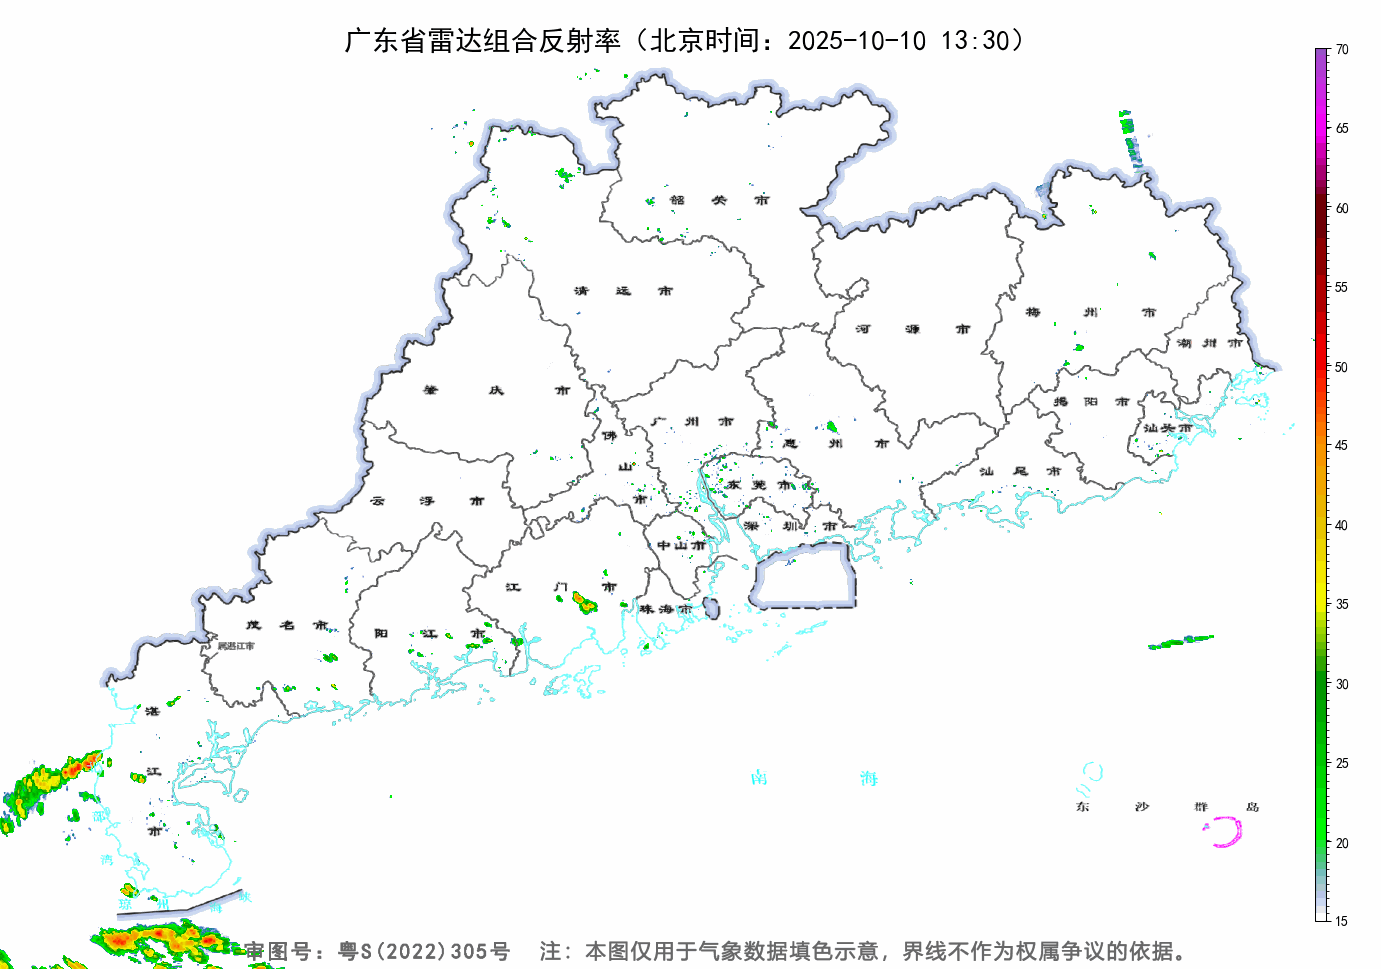 广东省雷达组合反射率（北京时间：2025-10-10 13:30）
70
65
60
55
50
45
40
35
30
25
20
15
韶关市
清远市
河源市
梅州市
潮州市
肇庆市
广州市
惠州市
揭阳市
汕头市
佛山市
东莞市
汕尾市
云浮市
深圳市
中山市
江门市
珠海市
茂名市
阳江市
属湛江市
湛江市
南海
东沙群岛
湾
琼州海峡
审图号：粤S(2022)305号 注：本图仅用于气象数据填色示意，界线不作为权属争议的依据。